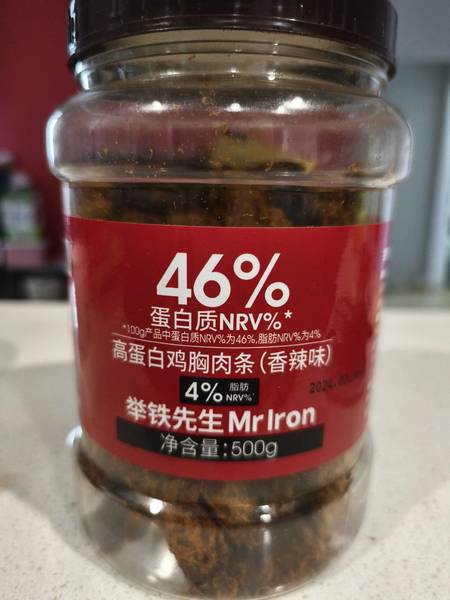 46%
蛋白质NRV%*
*100g产品中蛋白质NRV%为46%,脂肪NRV%为4%
高蛋白鸡胸肉条(香辣味)
4% 脂肪
NRV%*
举铁先生 Mr Iron
净含量:500g